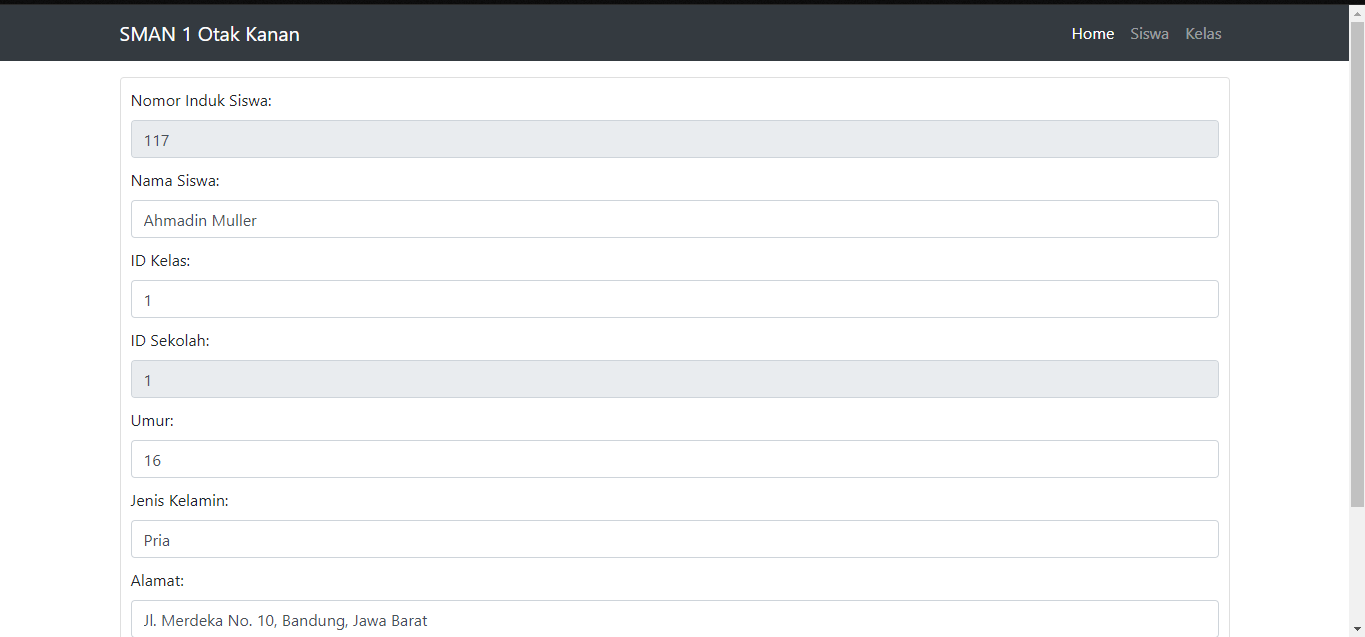 SMAN 1 Otak Kanan Home Siswa Kelas
Nomor Induk Siswa:
117
Nama Siswa:
Ahmadin Muller
ID Kelas:
1
ID Sekolah:
1
Umur:
16
Jenis Kelamin:
Pria
Alamat:
Jl. Merdeka No. 10, Bandung, Jawa Barat